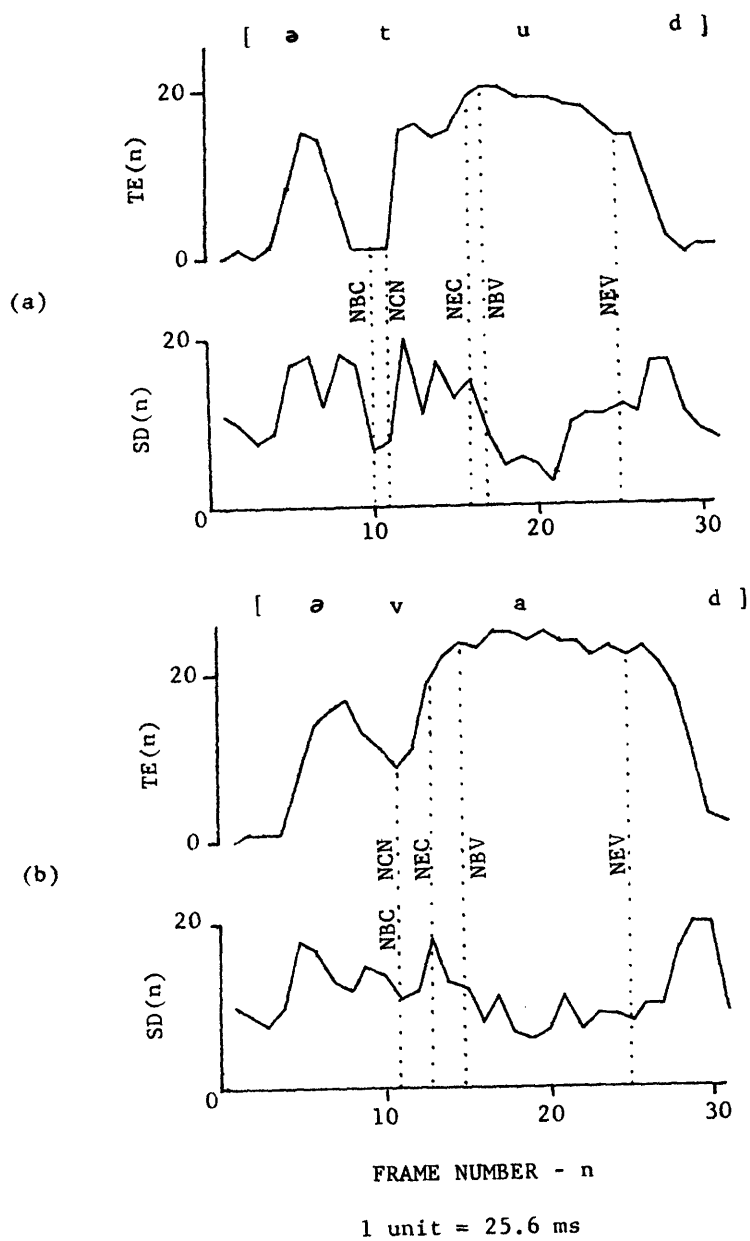 [ ə t u d ]
20
TE(n)
0
(a)
NBC NCN NEC NBV NEV
20
SD(n)
0 10 20 30
[ ə v a d ]
20
TE(n)
0
(b)
NCN NEC NBV NEV
NBC
20
SD(n)
0 10 20 30
FRAME NUMBER - n
1 unit = 25.6 ms